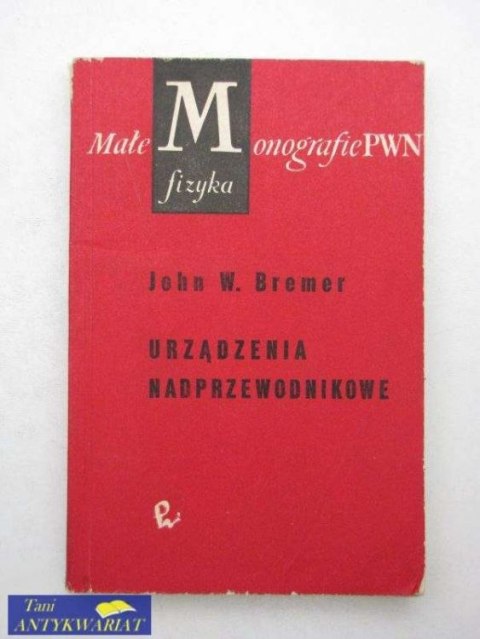 Małe Monografie PWN
fizyka
John W. Bremer
URZĄDZENIA
NADPRZEWODNIKOWE
Tani
ANTYKWARIAT